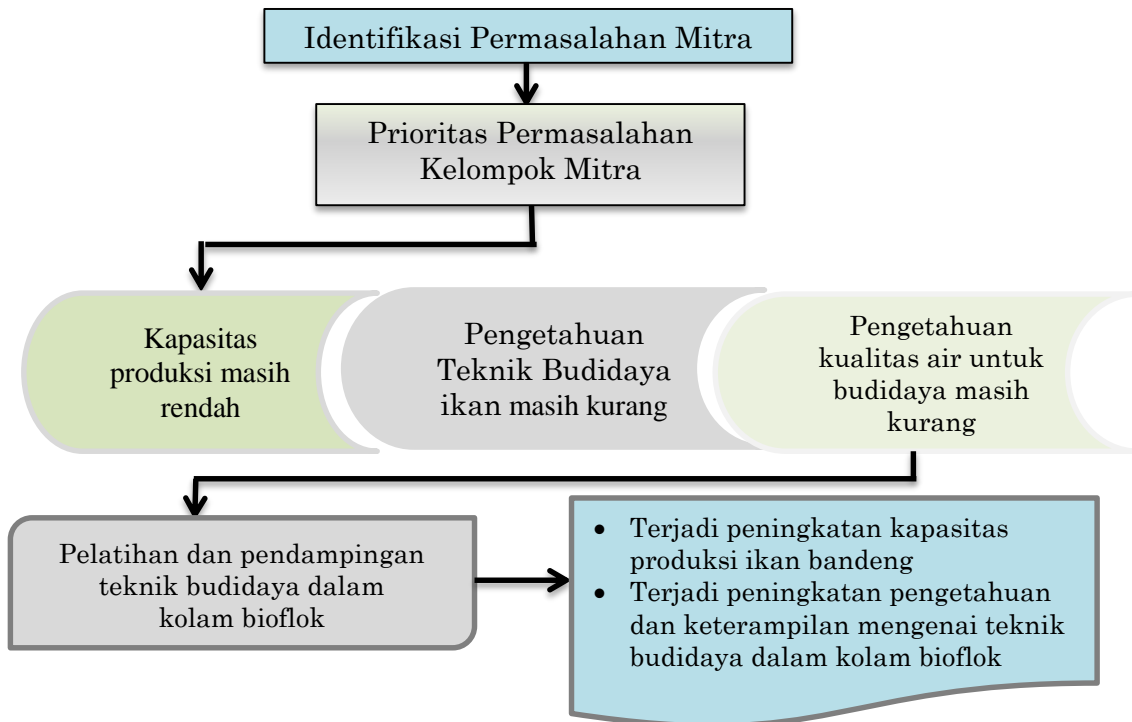 Identifikasi Permasalahan Mitra
Prioritas Permasalahan
Kelompok Mitra
Kapasitas
produksi masih
rendah
Pengetahuan
Teknik Budidaya
ikan masih kurang
Pengetahuan
kualitas air untuk
budidaya masih
kurang
Pelatihan dan pendampingan
teknik budidaya dalam
kolam bioflok
• Terjadi peningkatan kapasitas
produksi ikan bandeng
• Terjadi peningkatan pengetahuan
dan keterampilan mengenai teknik
budidaya dalam kolam bioflok